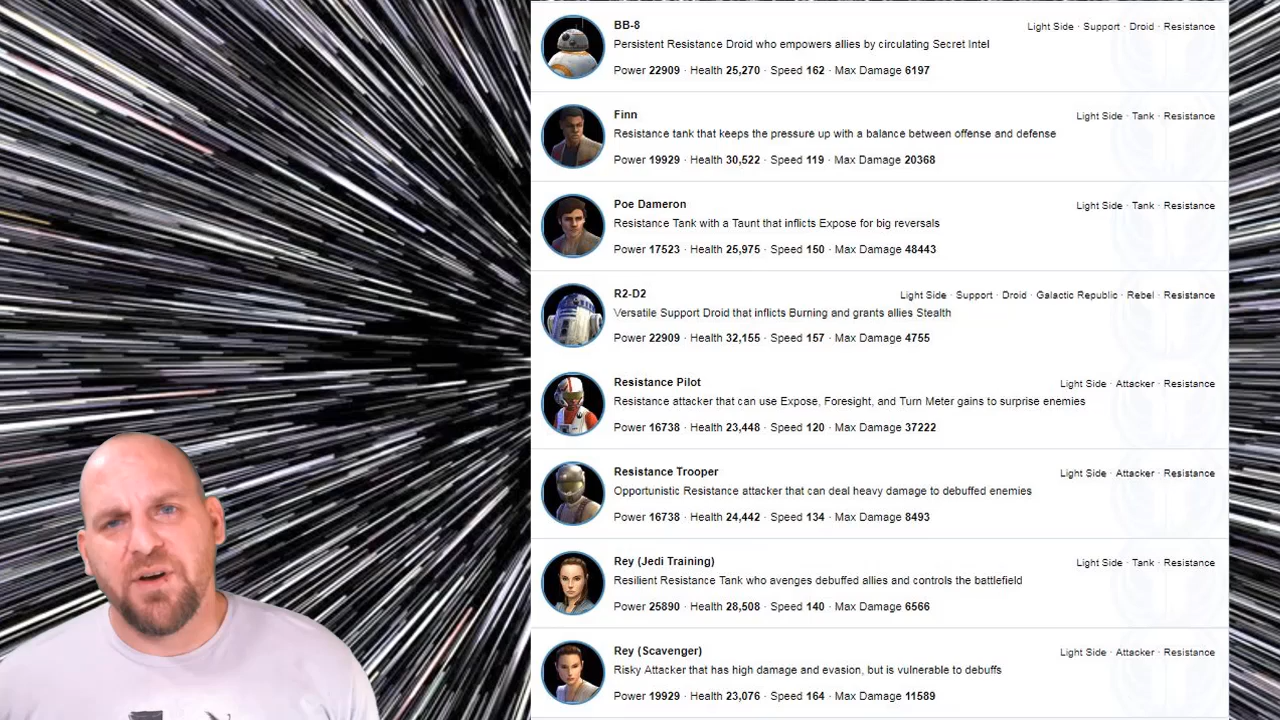 BB-8
Light Side · Support · Droid · Resistance
Persistent Resistance Droid who empowers allies by circulating Secret Intel
Power 22909 · Health 25,270 · Speed 162 · Max Damage 6197
Finn
Light Side · Tank · Resistance
Resistance tank that keeps the pressure up with a balance between offense and defense
Power 19929 · Health 30,522 · Speed 119 · Max Damage 20368
Poe Dameron
Light Side · Tank · Resistance
Resistance Tank with a Taunt that inflicts Expose for big reversals
Power 17523 · Health 25,975 · Speed 150 · Max Damage 48443
R2-D2
Light Side · Support · Droid · Galactic Republic · Rebel · Resistance
Versatile Support Droid that inflicts Burning and grants allies Stealth
Power 22909 · Health 32,155 · Speed 157 · Max Damage 4755
Resistance Pilot
Light Side · Attacker · Resistance
Resistance attacker that can use Expose, Foresight, and Turn Meter gains to surprise enemies
Power 16738 · Health 23,448 · Speed 120 · Max Damage 37222
Resistance Trooper
Light Side · Attacker · Resistance
Opportunistic Resistance attacker that can deal heavy damage to debuffed enemies
Power 16738 · Health 24,442 · Speed 134 · Max Damage 8493
Rey (Jedi Training)
Light Side · Tank · Resistance
Resilient Resistance Tank who avenges debuffed allies and controls the battlefield
Power 25890 · Health 28,508 · Speed 140 · Max Damage 6566
Rey (Scavenger)
Light Side · Attacker · Resistance
Risky Attacker that has high damage and evasion, but is vulnerable to debuffs
Power 19929 · Health 23,076 · Speed 164 · Max Damage 11589